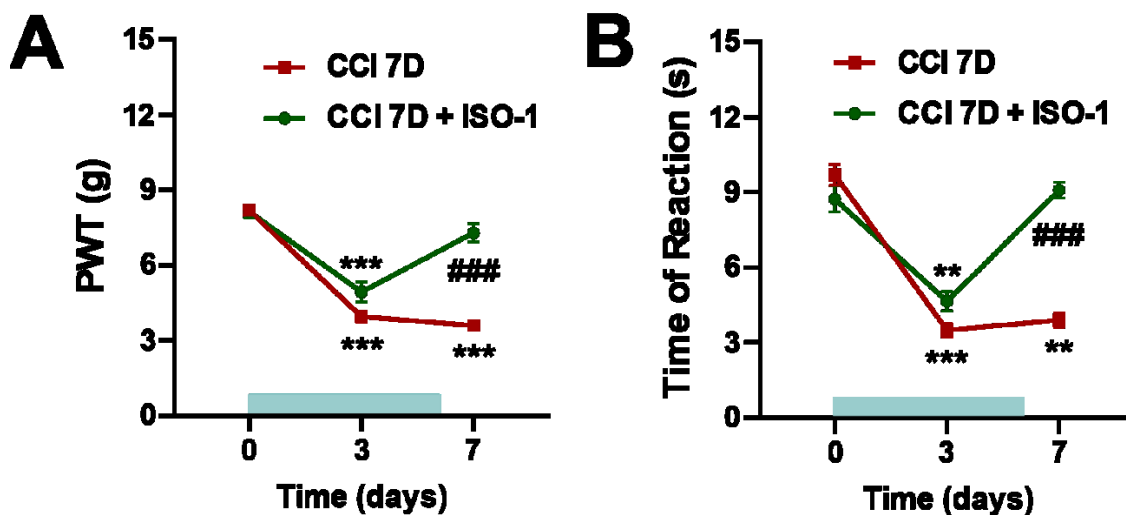 A
PWT (g)
15
12
9
6
3
0
CCI 7D
CCI 7D + ISO-1
***
###
***
***
0 3 7
Time (days)
B
Time of Reaction (s)
15
12
9
6
3
0
CCI 7D
CCI 7D + ISO-1
**
###
***
**
0 3 7
Time (days)